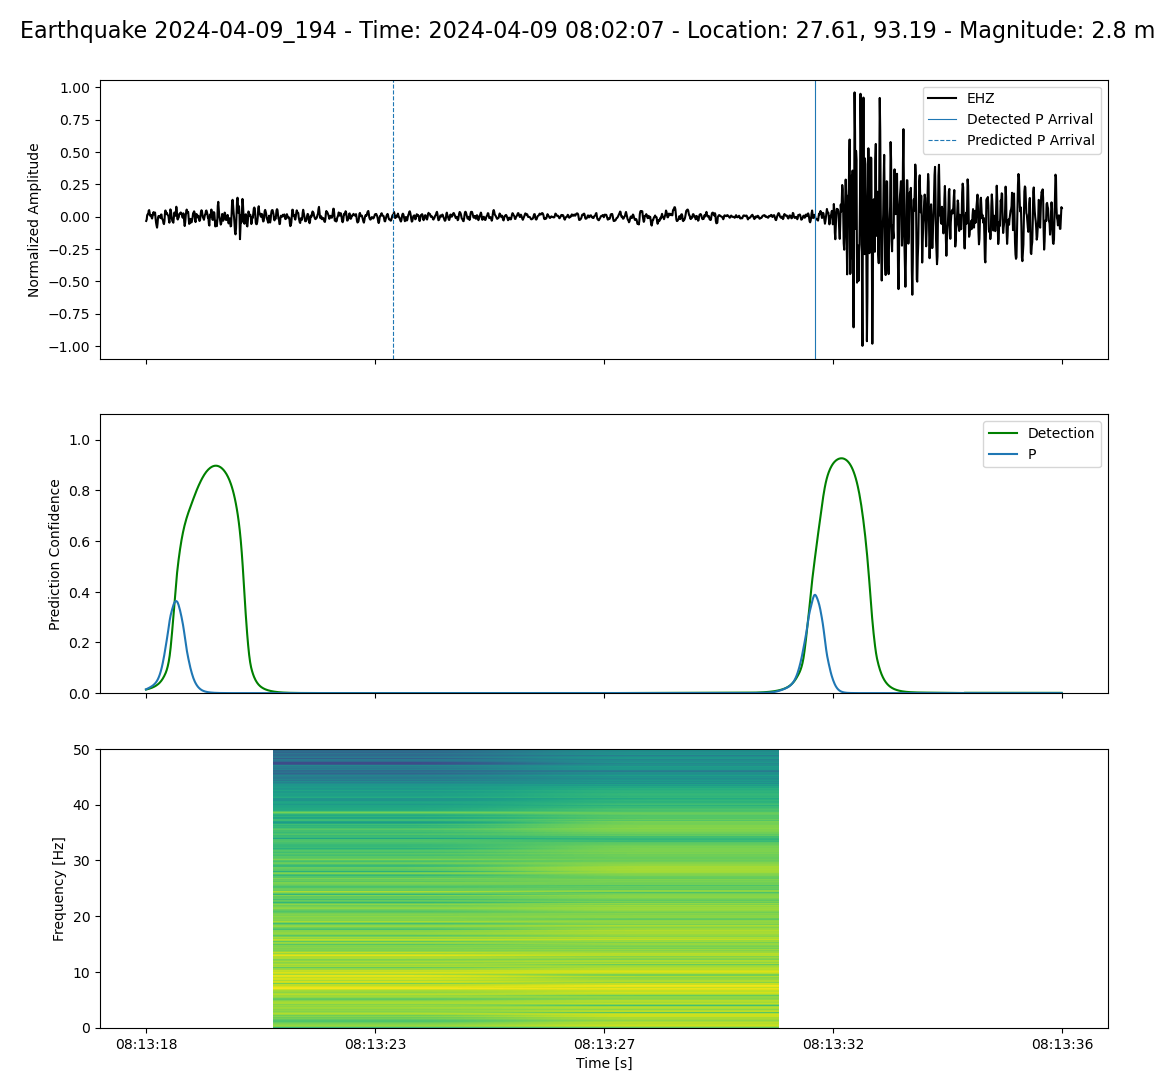 Earthquake 2024-04-09_194 - Time: 2024-04-09 08:02:07 - Location: 27.61, 93.19 - Magnitude: 2.8 m
Normalized Amplitude
1.00
0.75
0.50
0.25
0.00
−0.25
−0.50
−0.75
−1.00
EHZ
Detected P Arrival
Predicted P Arrival
Prediction Confidence
1.0
0.8
0.6
0.4
0.2
0.0
Detection
P
Frequency [Hz]
50
40
30
20
10
0
08:13:18 08:13:23 08:13:27 08:13:32 08:13:36
Time [s]